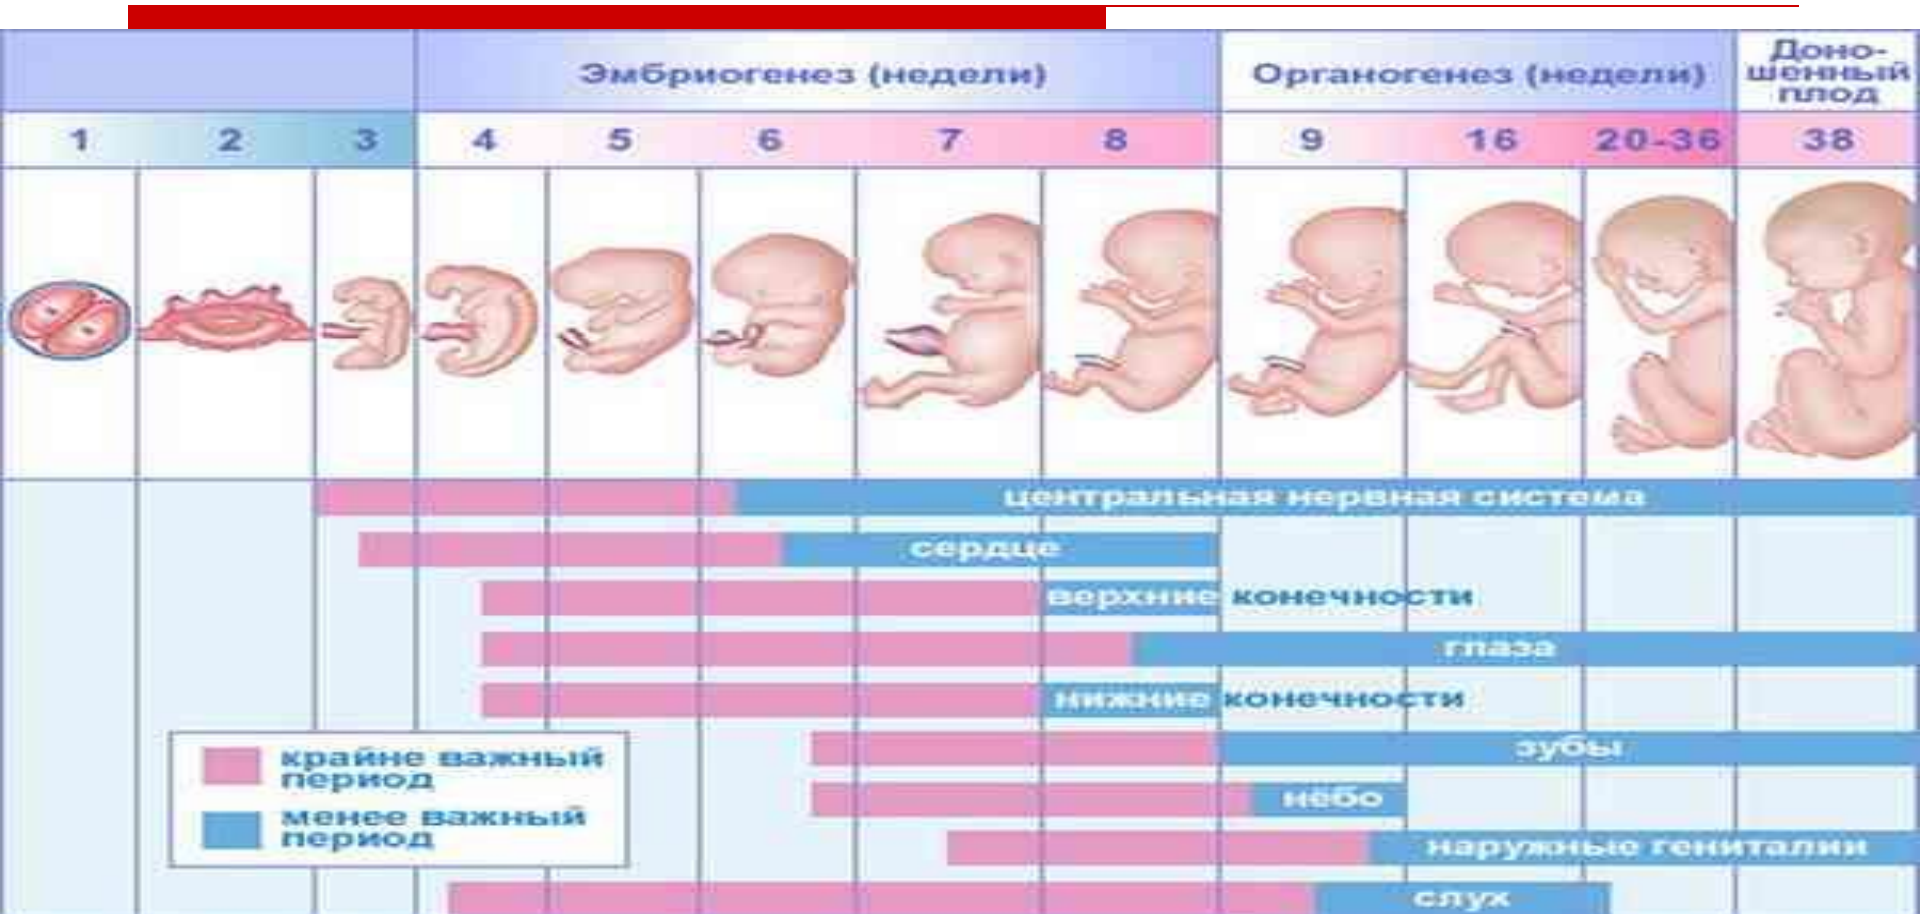 Эмбриогенез (недели)
Органогенез (недели)
Доно-
шенный
плод
1 2 3 4 5 6 7 8 9 16 20-36 38
центральная нервная система
сердце
верхние конечности
глаза
нижние конечности
зубы
нёбо
наружные гениталии
слух
крайне важный
период
менее важный
период